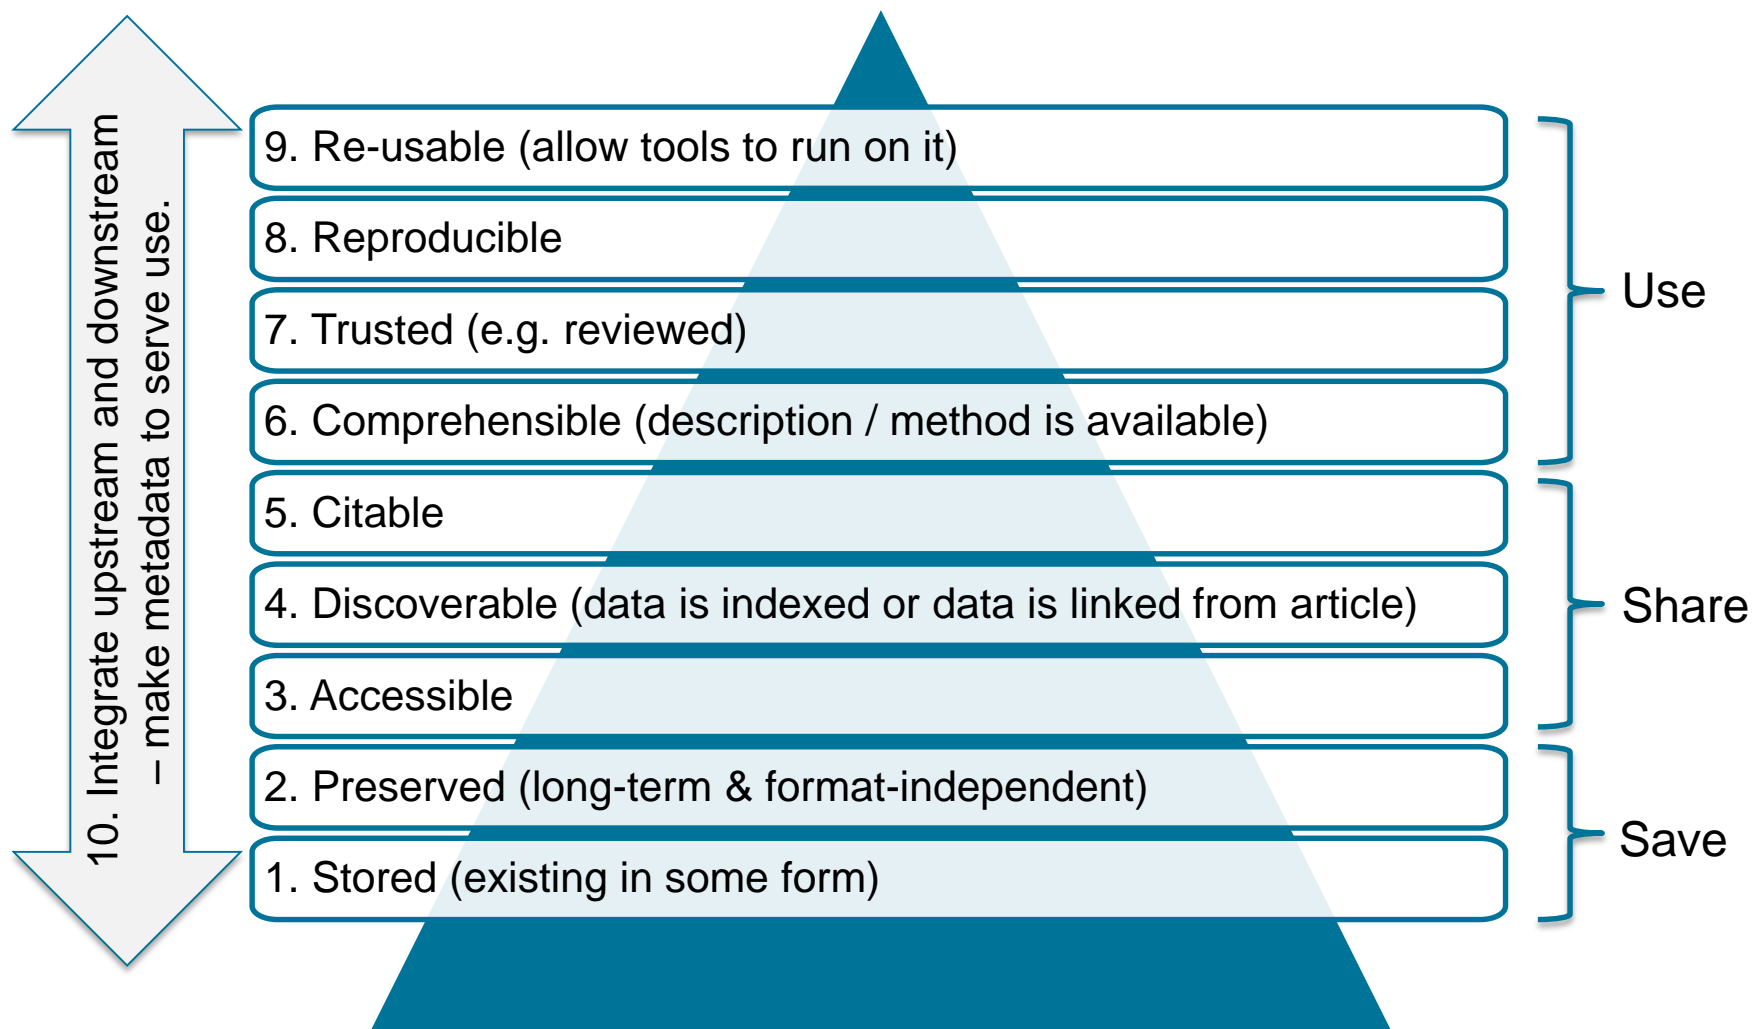 10. Integrate upstream and downstream
– make metadata to serve use.
9. Re-usable (allow tools to run on it)
8. Reproducible
7. Trusted (e.g. reviewed)
6. Comprehensible (description / method is available)
Use
5. Citable
4. Discoverable (data is indexed or data is linked from article)
3. Accessible
Share
2. Preserved (long-term & format-independent)
1. Stored (existing in some form)
Save